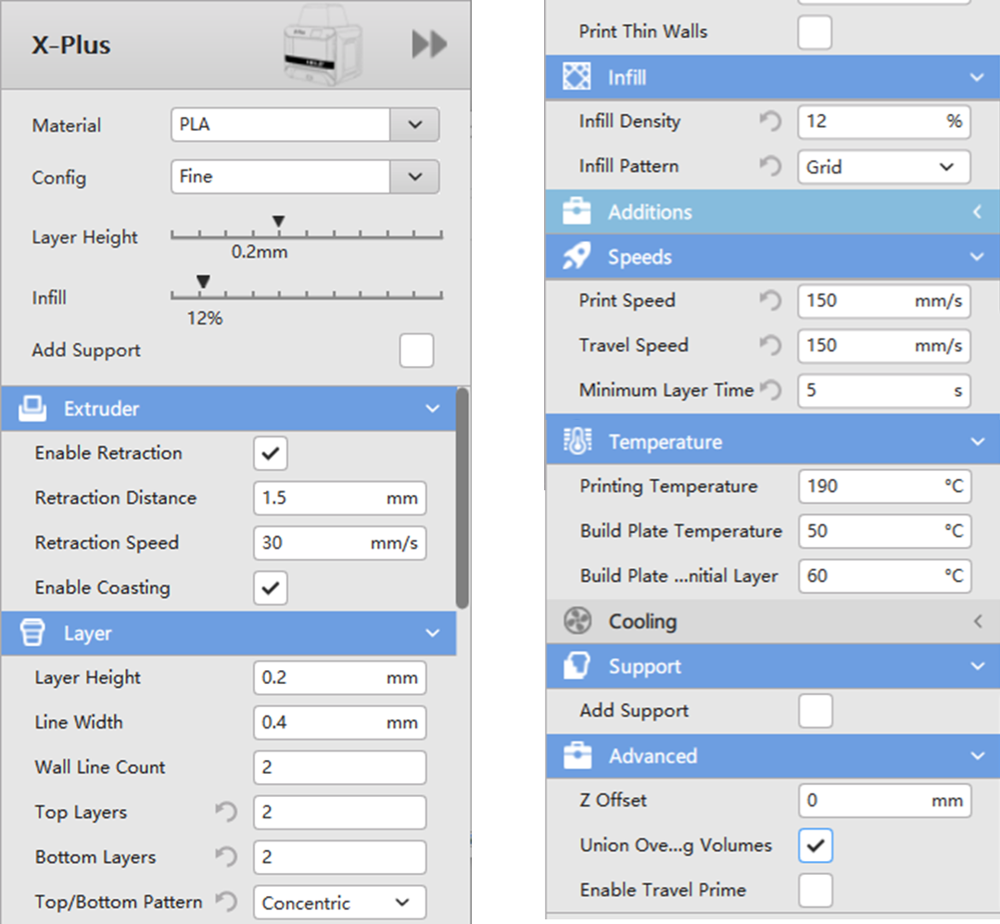 X-Plus
Material PLA
Config Fine
Layer Height
0.2mm
Infill
12%
Add Support
Extruder
Enable Retraction
Retraction Distance 1.5 mm
Retraction Speed 30 mm/s
Enable Coasting
Layer
Layer Height 0.2 mm
Line Width 0.4 mm
Wall Line Count 2
Top Layers 2
Bottom Layers 2
Top/Bottom Pattern Concentric
Print Thin Walls
Infill
Infill Density 12 %
Infill Pattern Grid
Additions
Speeds
Print Speed 150 mm/s
Travel Speed 150 mm/s
Minimum Layer Time 5 s
Temperature
Printing Temperature 190 °C
Build Plate Temperature 50 °C
Build Plate ...nitial Layer 60 °C
Cooling
Support
Add Support
Advanced
Z Offset 0 mm
Union Ove...g Volumes
Enable Travel Prime